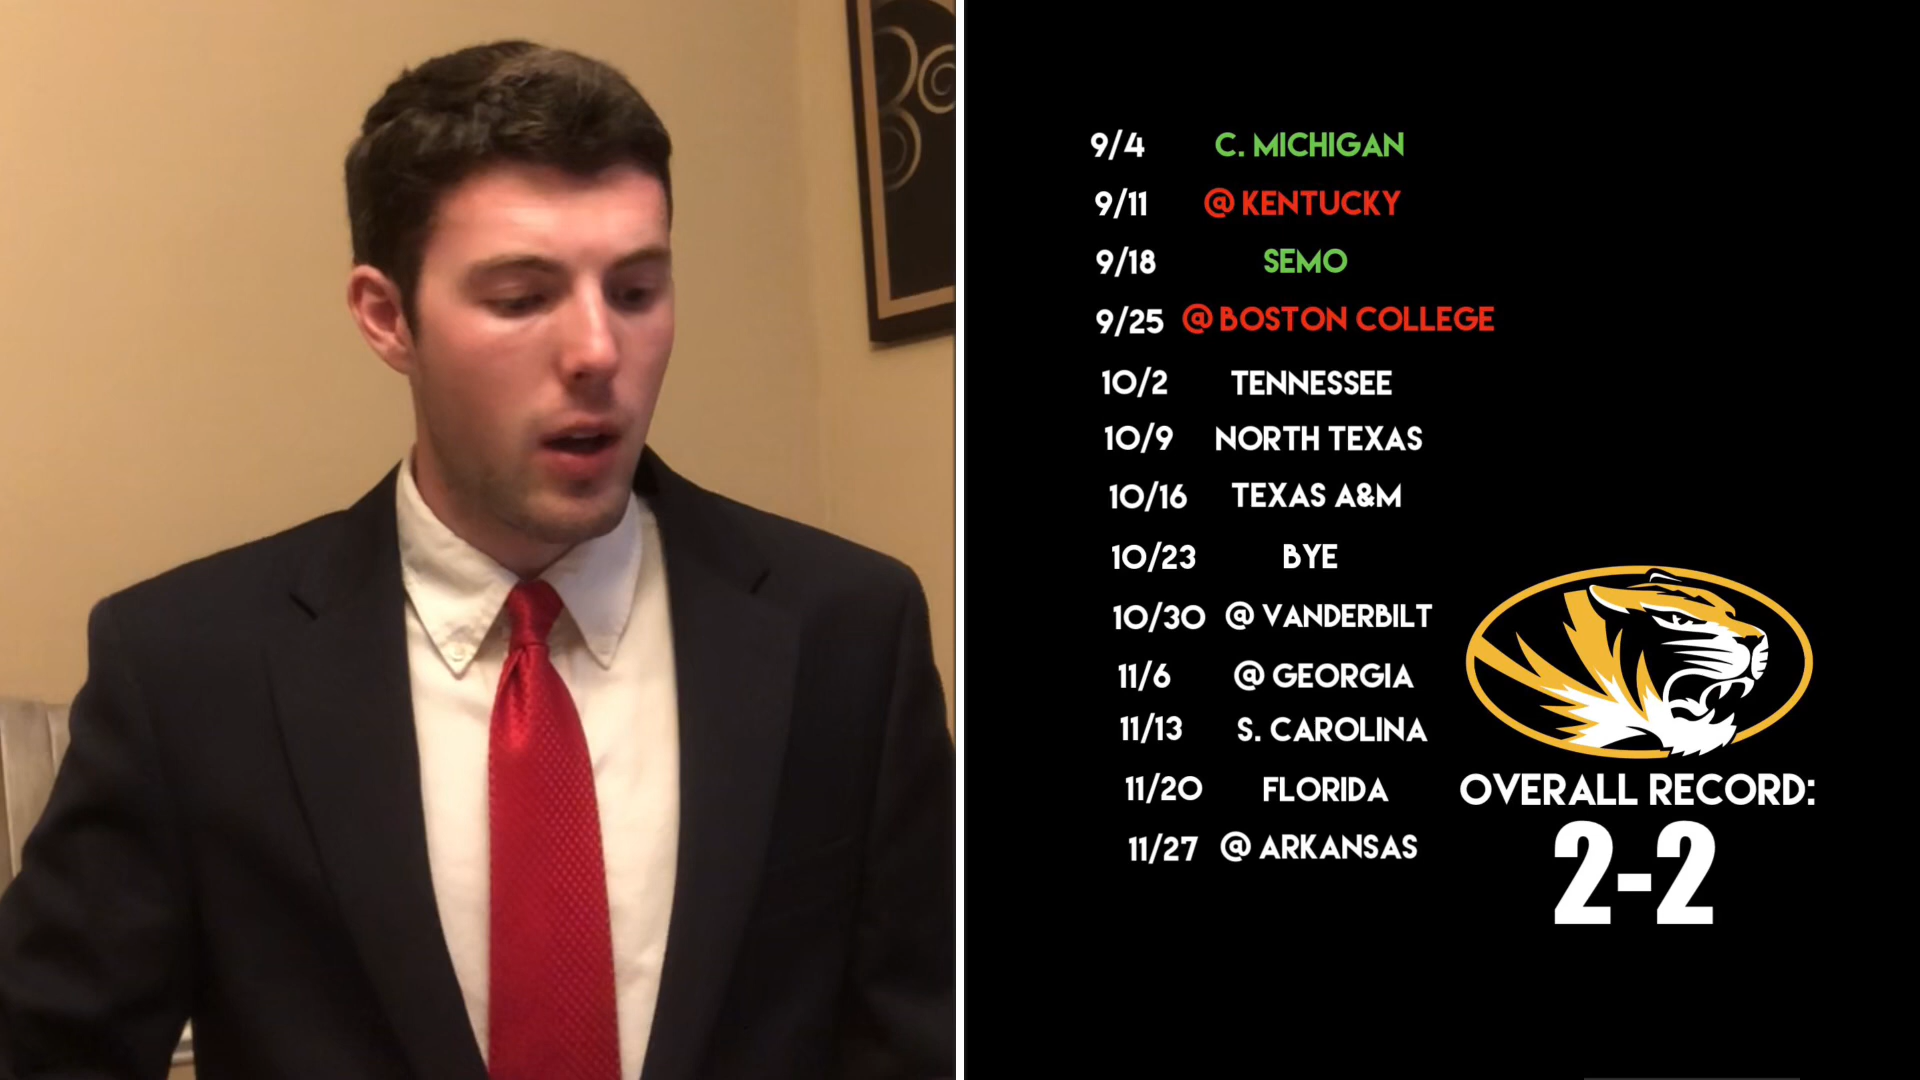 9/4 C. MICHIGAN
9/11 @ KENTUCKY
9/18 SEMO
9/25 @ BOSTON COLLEGE
10/2 TENNESSEE
10/9 NORTH TEXAS
10/16 TEXAS A&M
10/23 BYE
10/30 @ VANDERBILT
11/6 @ GEORGIA
11/13 S. CAROLINA
11/20 FLORIDA
11/27 @ ARKANSAS
OVERALL RECORD:
2-2